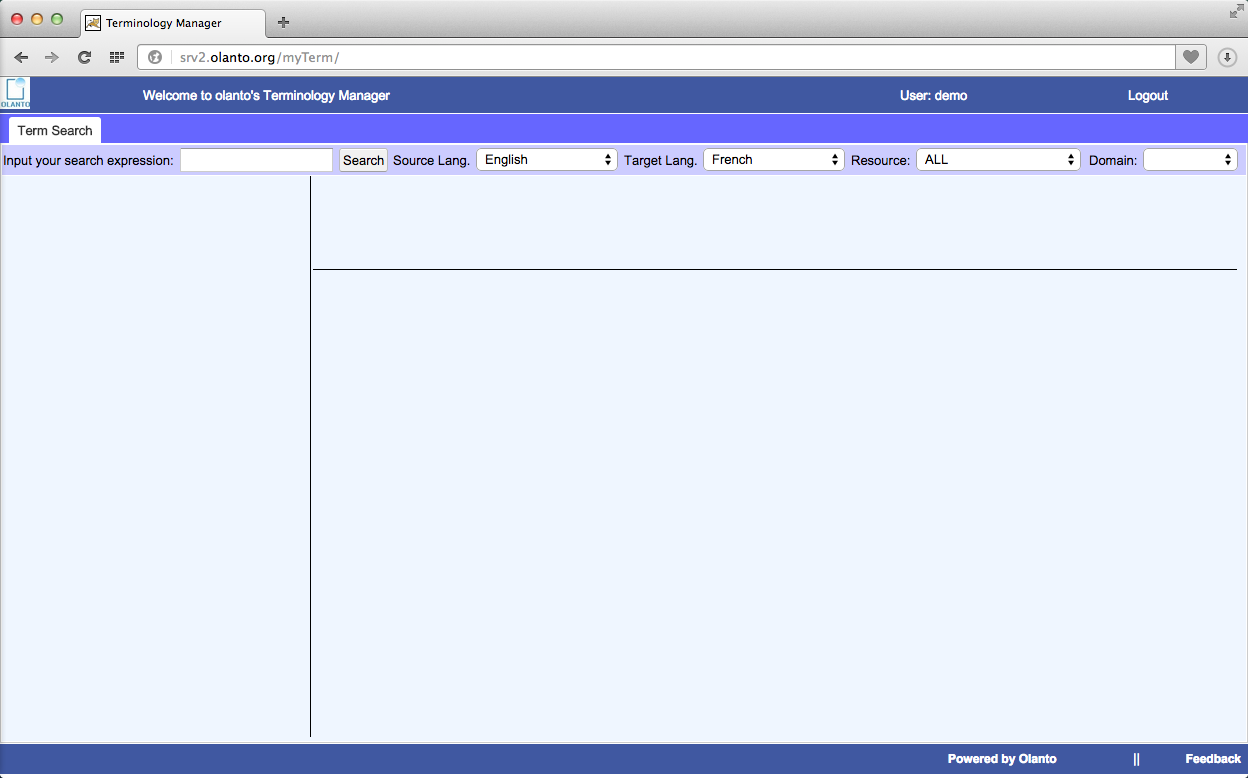 Terminology Manager
srv2.olanto.org/myTerm/
OLANTO
Welcome to olanto's Terminology Manager User: demo Logout
Term Search
Input your search expression: Search Source Lang. English Target Lang. French Resource: ALL Domain:
Powered by Olanto || Feedback